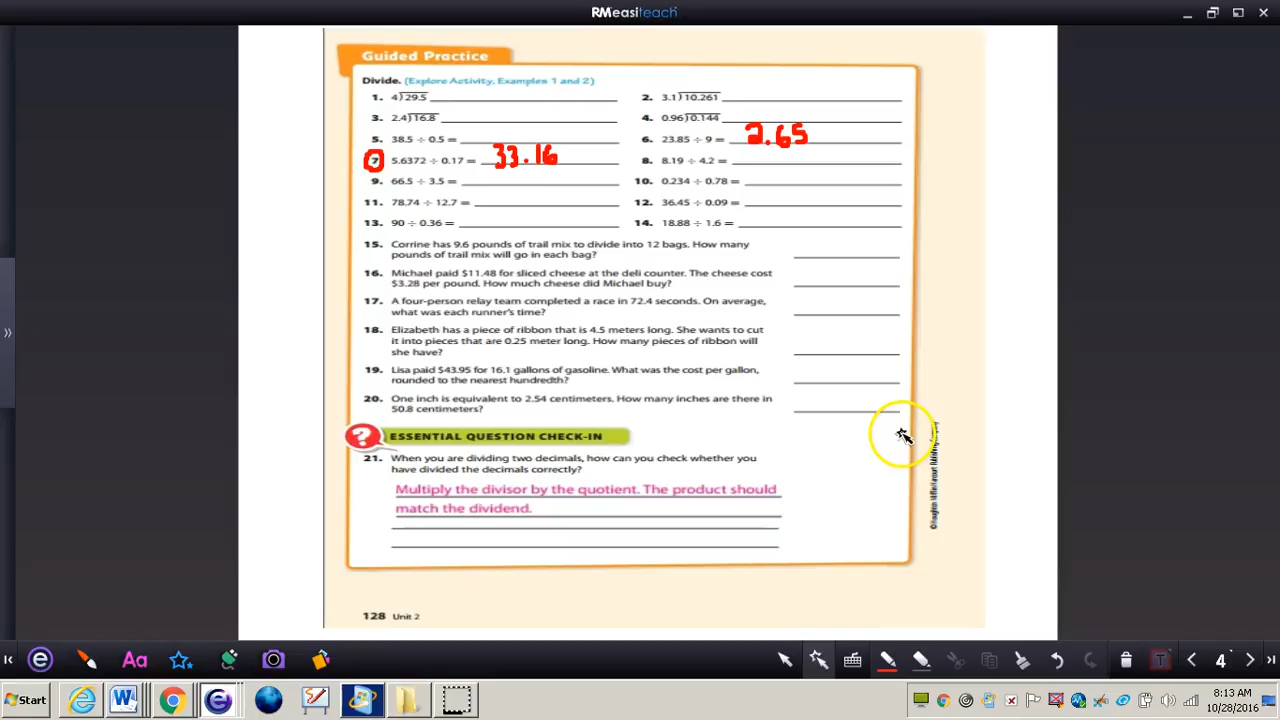 RMeasiteach
Guided Practice
Divide. (Explore Activity, Examples 1 and 2)
1. 4)29.5
2. 3.1)10.261
3. 2.4)16.8
4. 0.96)0.144
5. 38.5 ÷ 0.5 =
6. 23.85 ÷ 9 = 2.65
7 5.6372 ÷ 0.17 = 33.16
8. 8.19 ÷ 4.2 =
9. 66.5 ÷ 3.5 =
10. 0.234 ÷ 0.78 =
11. 78.74 ÷ 12.7 =
12. 36.45 ÷ 0.09 =
13. 90 ÷ 0.36 =
14. 18.88 ÷ 1.6 =
15. Corrine has 9.6 pounds of trail mix to divide into 12 bags. How many
pounds of trail mix will go in each bag?
16. Michael paid $11.48 for sliced cheese at the deli counter. The cheese cost
$3.28 per pound. How much cheese did Michael buy?
17. A four-person relay team completed a race in 72.4 seconds. On average,
what was each runner's time?
18. Elizabeth has a piece of ribbon that is 4.5 meters long. She wants to cut
it into pieces that are 0.25 meter long. How many pieces of ribbon will
she have?
19. Lisa paid $43.95 for 16.1 gallons of gasoline. What was the cost per gallon,
rounded to the nearest hundredth?
20. One inch is equivalent to 2.54 centimeters. How many inches are there in
50.8 centimeters?
? ESSENTIAL QUESTION CHECK-IN
21. When you are dividing two decimals, how can you check whether you
have divided the decimals correctly?
Multiply the divisor by the quotient. The product should
match the dividend.
128 Unit 2
Aa
4
Start
8:13 AM
10/28/2016